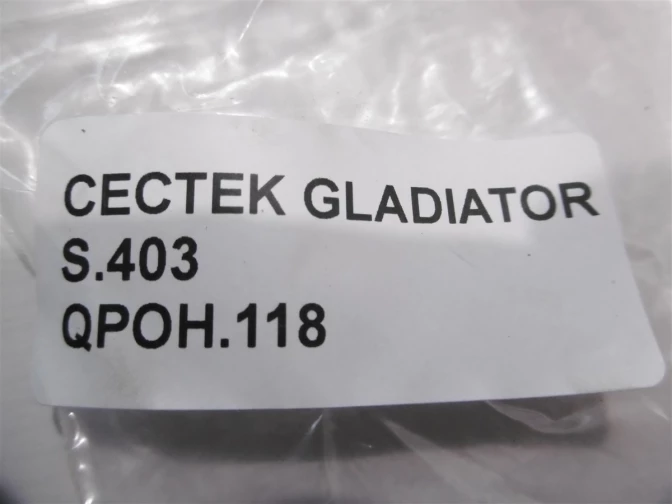 CECTEK GLADIATOR
S.403
QPOH.118